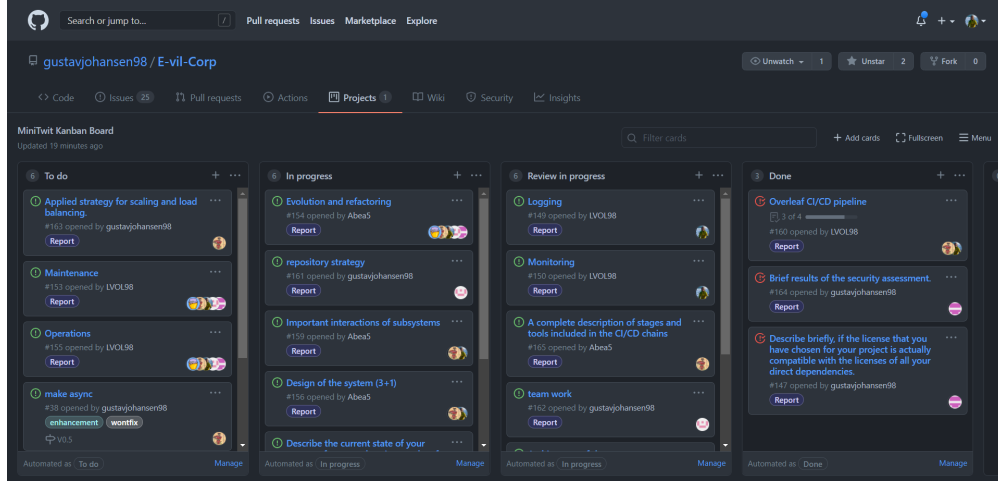 Search or jump to... /
Pull requests Issues Marketplace Explore
gustavjohansen98 / E-vil-Corp
Unwatch 1 Unstar 2 Fork 0
Code Issues 25 Pull requests Actions Projects 1 Wiki Security Insights
MiniTwit Kanban Board
Updated 19 minutes ago
Filter cards
+ Add cards Fullscreen Menu
6 To do
Applied strategy for scaling and load
balancing.
#163 opened by gustavjohansen98
Report
Maintenance
#153 opened by LVOL98
Report
Operations
#155 opened by LVOL98
Report
make async
#38 opened by gustavjohansen98
enhancement wontfix
V0.5
Automated as To do Manage
6 In progress
Evolution and refactoring
#154 opened by Abea5
Report
repository strategy
#161 opened by gustavjohansen98
Report
Important interactions of subsystems
#159 opened by Abea5
Report
Design of the system (3+1)
#156 opened by Abea5
Report
Describe the current state of your
Automated as In progress Manage
6 Review in progress
Logging
#149 opened by LVOL98
Report
Monitoring
#150 opened by LVOL98
Report
A complete description of stages and
tools included in the CI/CD chains
#165 opened by Abea5
Report
team work
#162 opened by gustavjohansen98
Report
Automated as In progress Manage
3 Done
Overleaf CI/CD pipeline
3 of 4
#160 opened by LVOL98
Report
Brief results of the security assessment.
#164 opened by gustavjohansen98
Report
Describe briefly, if the license that you
have chosen for your project is actually
compatible with the licenses of all your
direct dependencies.
#147 opened by gustavjohansen98
Report
Automated as Done Manage